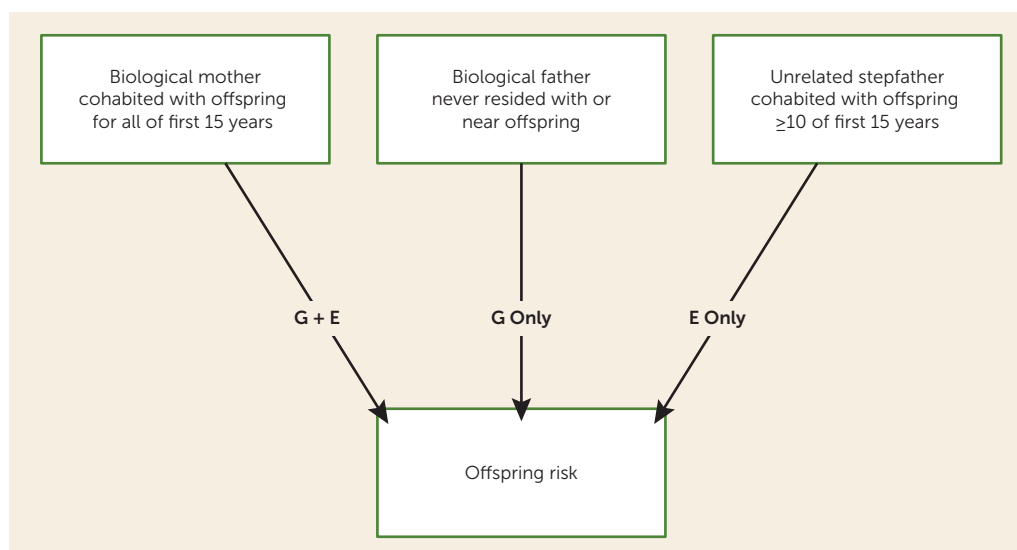 Biological mother
cohabited with offspring
for all of first 15 years
Biological father
never resided with or
near offspring
Unrelated stepfather
cohabited with offspring
≥10 of first 15 years
G + E
G Only
E Only
Offspring risk